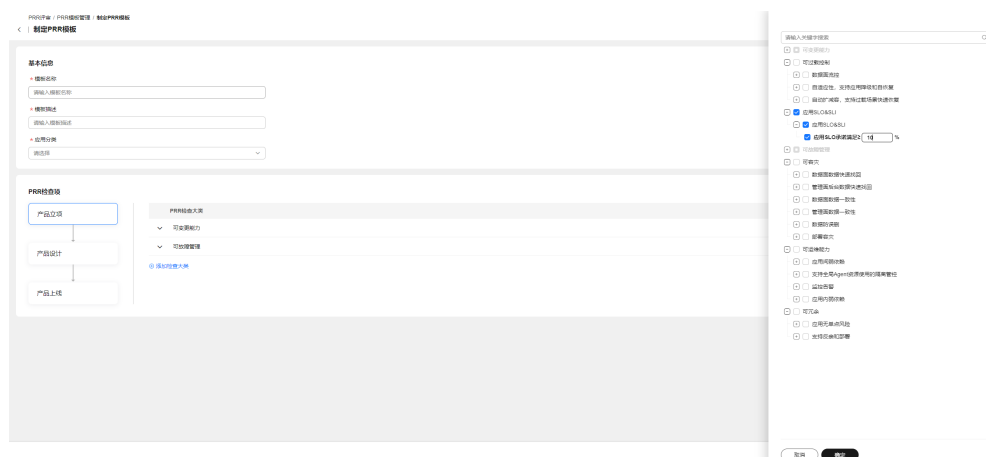 PRR评审 / PRR模板管理 / 制定PRR模板
制定PRR模板
基本信息
* 模板名称
请输入模板名称
* 模板描述
请输入模板描述
* 应用分类
请选择
PRR检查项
产品立项
产品设计
产品上线
PRR检查大类
可变更能力
可故障管理
添加检查大类
请输入关键字搜索
可变更能力
可过载控制
数据面流控
自适应性、支持应用降级和自恢复
自动扩减容、支持过载场景快速恢复
应用SLO&SLI
应用SLO&SLI
应用SLO承诺满足≥ 10 %
可故障管理
可容灾
数据面数据快速找回
管理面后台数据快速找回
数据面数据一致性
管理面数据一致性
数据防误删
部署容灾
可运维能力
应用间弱依赖
支持主局Agent资源使用的隔离管控
监控告警
应用内弱依赖
可冗余
应用无单点风险
支持反亲和部署
取消
确定